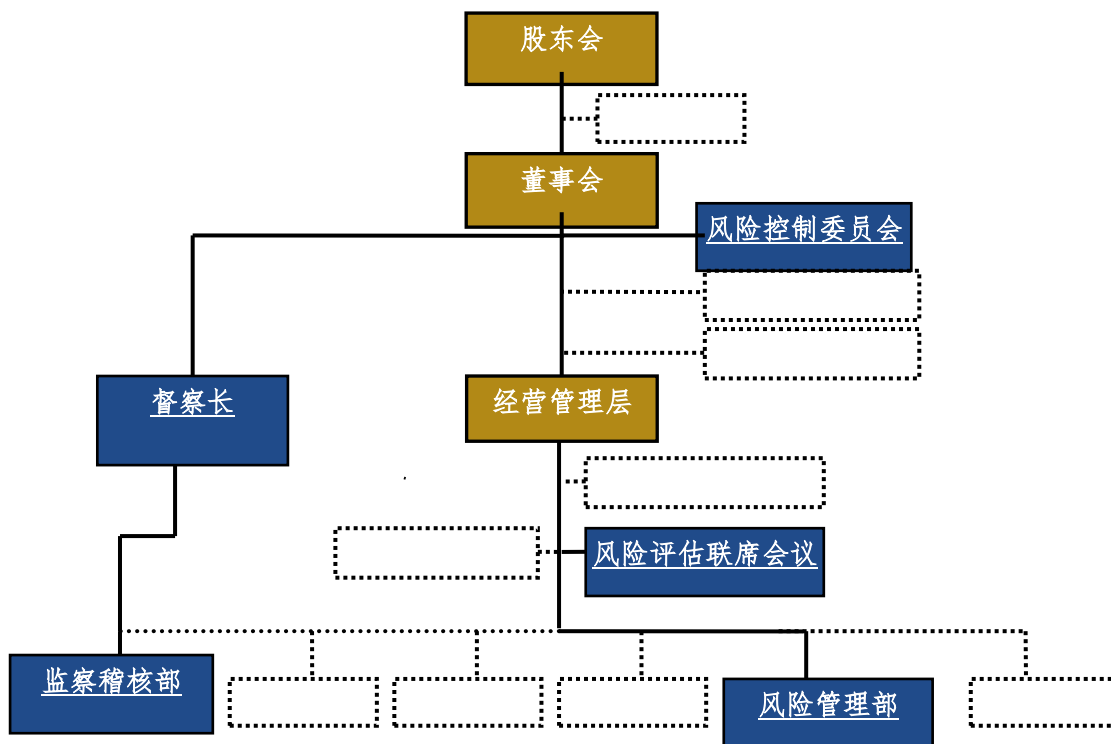 股东会
董事会
风险控制委员会
督察长
经营管理层
风险评估联席会议
监察稽核部
风险管理部